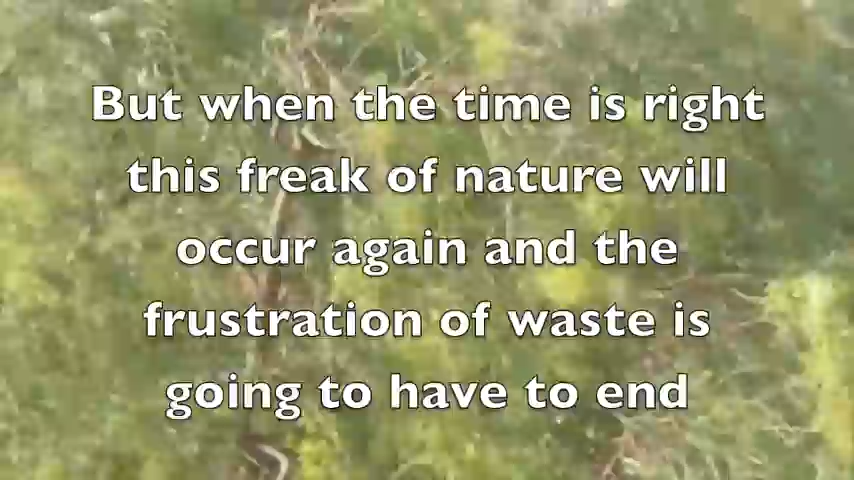 But when the time is right
this freak of nature will
occur again and the
frustration of waste is
going to have to end